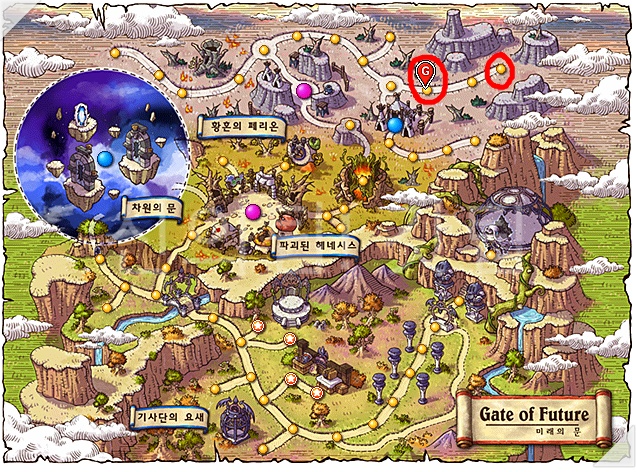 G
황혼의 페리온
차원의 문
파괴된 헤네시스
기사단의 요새
Gate of Future
미래의 문